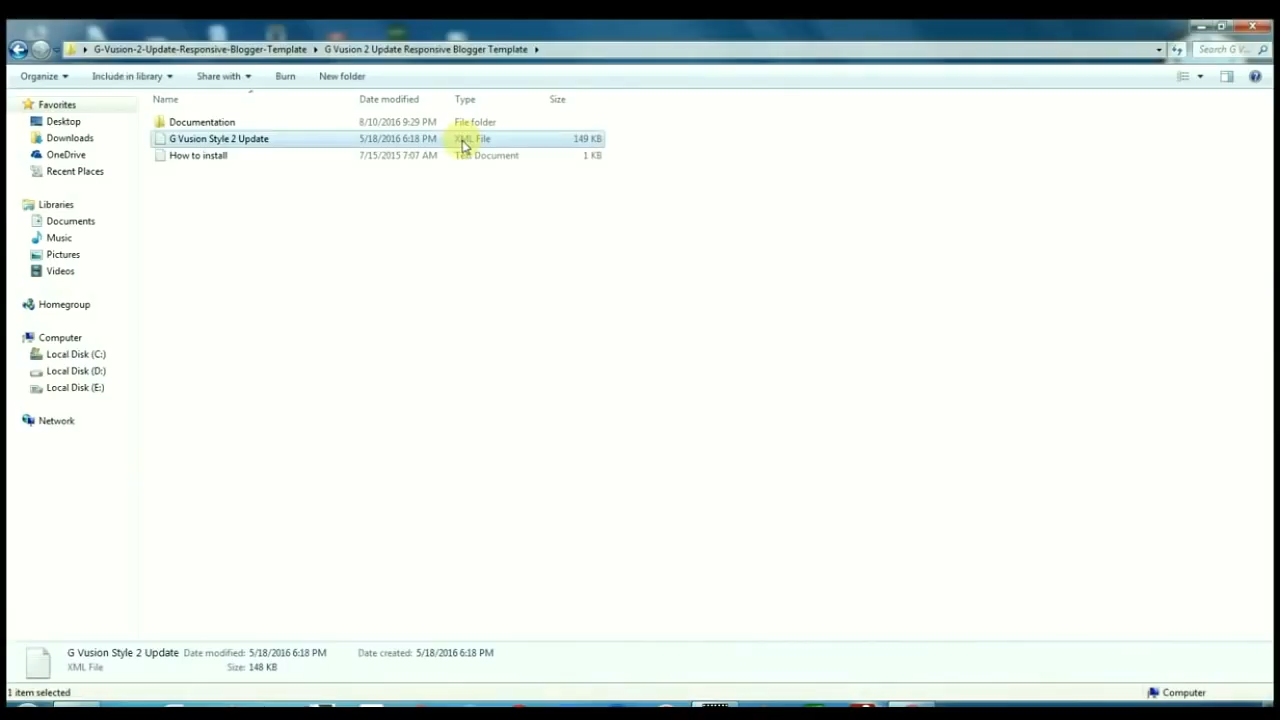 G-Vusion-2-Update-Responsive-Blogger-Template G Vusion 2 Update Responsive Blogger Template Search G V...
Organize Include in library Share with Burn New folder
Name Date modified Type Size
Documentation 8/10/2016 9:29 PM File folder
G Vusion Style 2 Update 5/18/2016 6:18 PM XML File 149 KB
How to install 7/15/2015 7:07 AM Text Document 1 KB
Favorites
Desktop
Downloads
OneDrive
Recent Places
Libraries
Documents
Music
Pictures
Videos
Homegroup
Computer
Local Disk (C:)
Local Disk (D:)
Local Disk (E:)
Network
G Vusion Style 2 Update Date modified: 5/18/2016 6:18 PM Date created: 5/18/2016 6:18 PM
XML File Size: 148 KB
1 item selected Computer